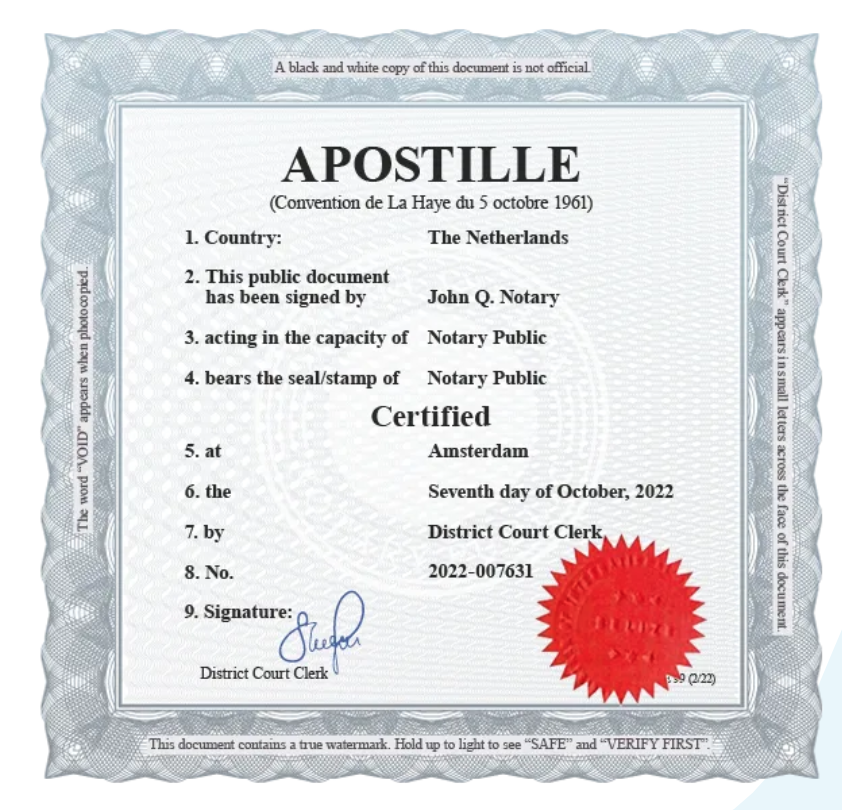 A black and white copy of this document is not official.
APOSTILLE
(Convention de La Haye du 5 octobre 1961)
1. Country: The Netherlands
2. This public document
has been signed by John Q. Notary
3. acting in the capacity of Notary Public
4. bears the seal/stamp of Notary Public
Certified
5. at Amsterdam
6. the Seventh day of October, 2022
7. by District Court Clerk
8. No. 2022-007631
9. Signature:
District Court Clerk
99 (2/22)
The word "VOID" appears when photocopied.
"District Court Clerk" appears in small letters across the face of this document.
This document contains a true watermark. Hold up to light to see "SAFE" and "VERIFY FIRST".